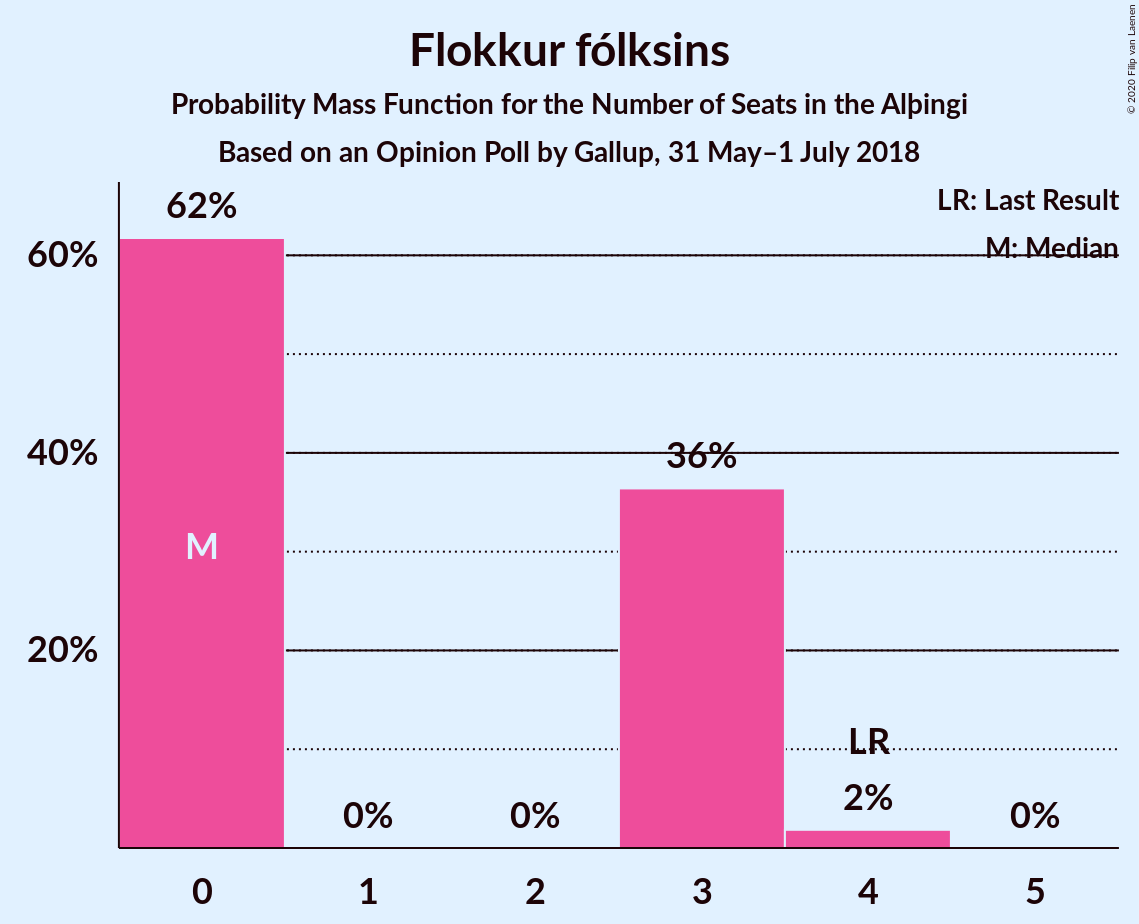 Flokkur fólksins
Probability Mass Function for the Number of Seats in the Alþingi
Based on an Opinion Poll by Gallup, 31 May–1 July 2018
© 2020 Filip van Laenen
LR: Last Result
M: Median
62%
60%
40%
36%
M
20%
LR
2%
0%
0%
0%
0 1 2 3 4 5